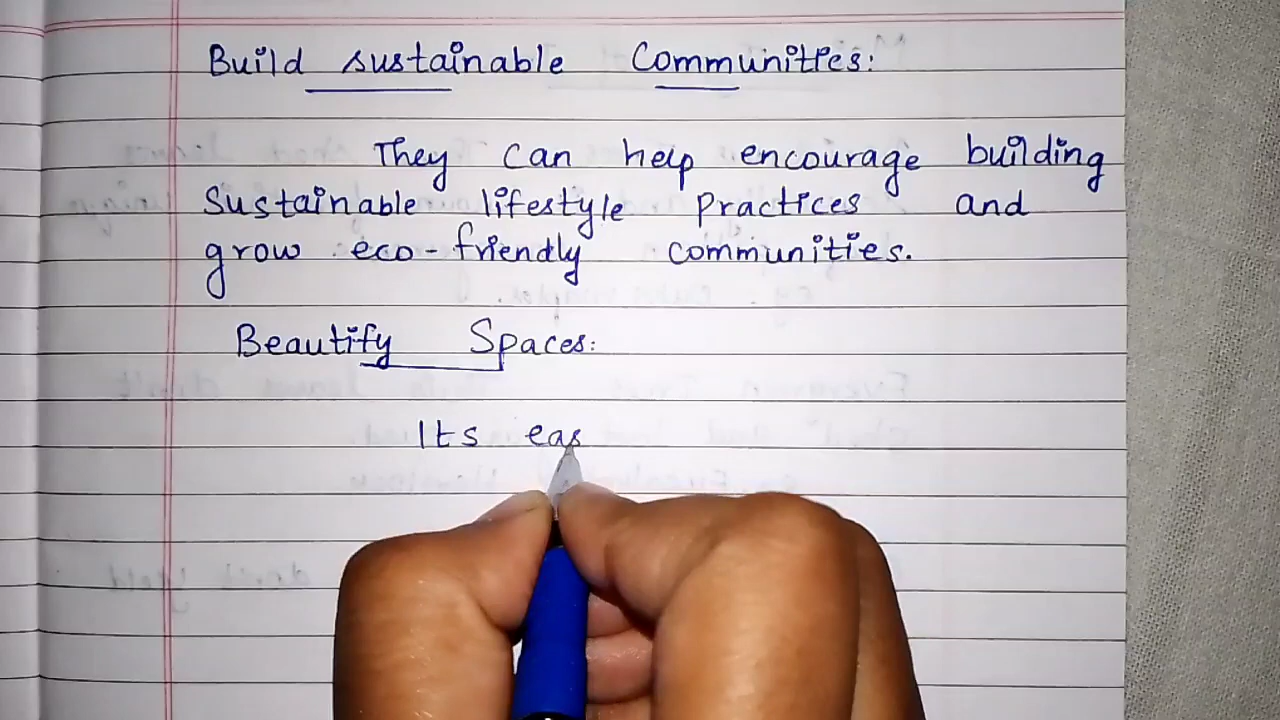 Build sustainable Communities:
They can help encourage building
Sustainable lifestyle practices and
grow eco-friendly communities.
Beautify Spaces:
Its eas